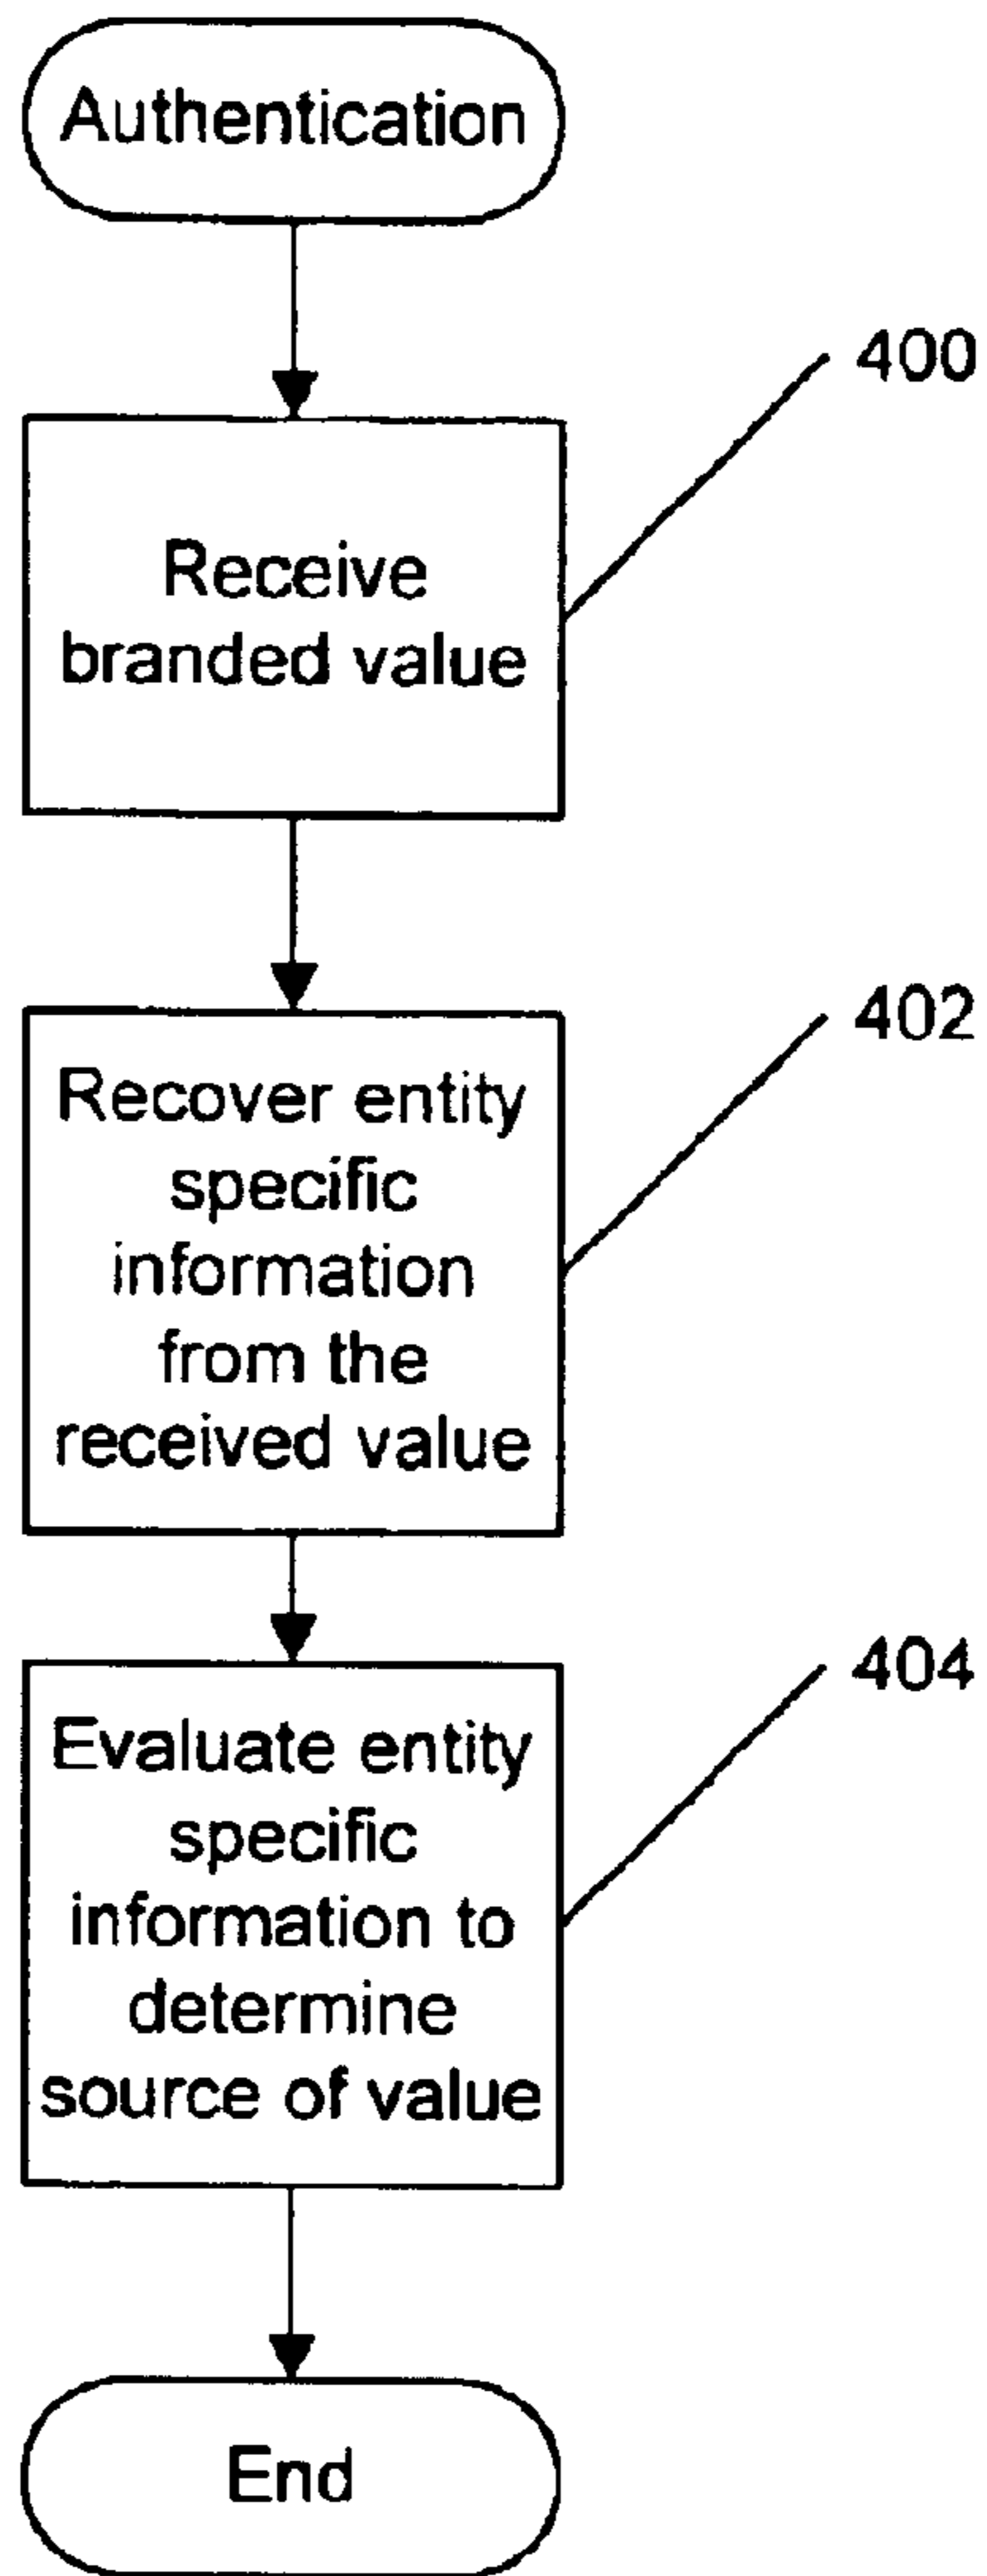 Authentication
400
Receive
branded value
402
Recover entity
specific
information
from the
received value
404
Evaluate entity
specific
information to
determine
source of value
End